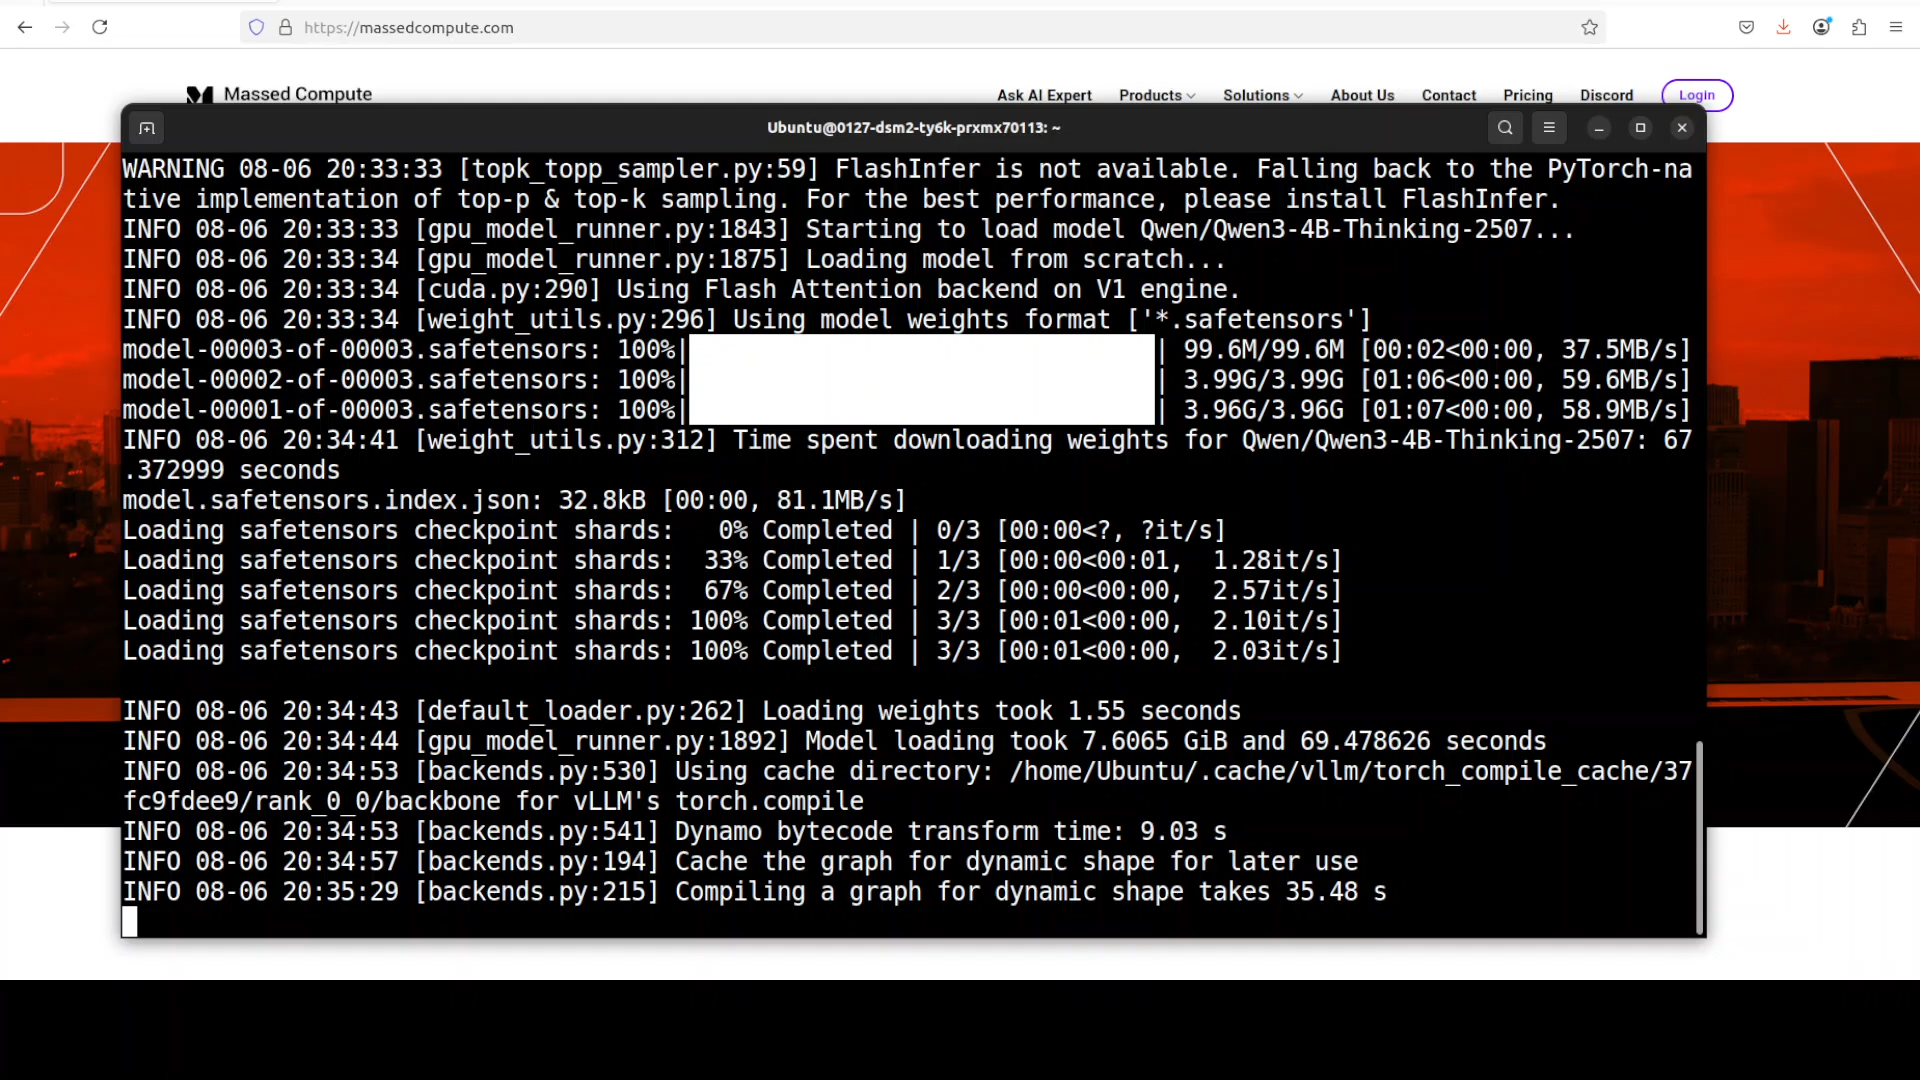 https://massedcompute.com
Massed Compute
Ask AI Expert Products Solutions About Us Contact Pricing Discord Login
Ubuntu@0127-dsm2-ty6k-prxmx70113: ~
WARNING 08-06 20:33:33 [topk_topp_sampler.py:59] FlashInfer is not available. Falling back to the PyTorch-na
tive implementation of top-p & top-k sampling. For the best performance, please install FlashInfer.
INFO 08-06 20:33:33 [gpu_model_runner.py:1843] Starting to load model Qwen/Qwen3-4B-Thinking-2507...
INFO 08-06 20:33:34 [gpu_model_runner.py:1875] Loading model from scratch...
INFO 08-06 20:33:34 [cuda.py:290] Using Flash Attention backend on V1 engine.
INFO 08-06 20:33:34 [weight_utils.py:296] Using model weights format ['*.safetensors']
model-00003-of-00003.safetensors: 100%| | 99.6M/99.6M [00:02<00:00, 37.5MB/s]
model-00002-of-00003.safetensors: 100%| | 3.99G/3.99G [01:06<00:00, 59.6MB/s]
model-00001-of-00003.safetensors: 100%| | 3.96G/3.96G [01:07<00:00, 58.9MB/s]
INFO 08-06 20:34:41 [weight_utils.py:312] Time spent downloading weights for Qwen/Qwen3-4B-Thinking-2507: 67
.372999 seconds
model.safetensors.index.json: 32.8kB [00:00, 81.1MB/s]
Loading safetensors checkpoint shards:   0% Completed | 0/3 [00:00<?, ?it/s]
Loading safetensors checkpoint shards:  33% Completed | 1/3 [00:00<00:01,  1.28it/s]
Loading safetensors checkpoint shards:  67% Completed | 2/3 [00:00<00:00,  2.57it/s]
Loading safetensors checkpoint shards: 100% Completed | 3/3 [00:01<00:00,  2.10it/s]
Loading safetensors checkpoint shards: 100% Completed | 3/3 [00:01<00:00,  2.03it/s]
INFO 08-06 20:34:43 [default_loader.py:262] Loading weights took 1.55 seconds
INFO 08-06 20:34:44 [gpu_model_runner.py:1892] Model loading took 7.6065 GiB and 69.478626 seconds
INFO 08-06 20:34:53 [backends.py:530] Using cache directory: /home/Ubuntu/.cache/vllm/torch_compile_cache/37
fc9fdee9/rank_0_0/backbone for vLLM's torch.compile
INFO 08-06 20:34:53 [backends.py:541] Dynamo bytecode transform time: 9.03 s
INFO 08-06 20:34:57 [backends.py:194] Cache the graph for dynamic shape for later use
INFO 08-06 20:35:29 [backends.py:215] Compiling a graph for dynamic shape takes 35.48 s